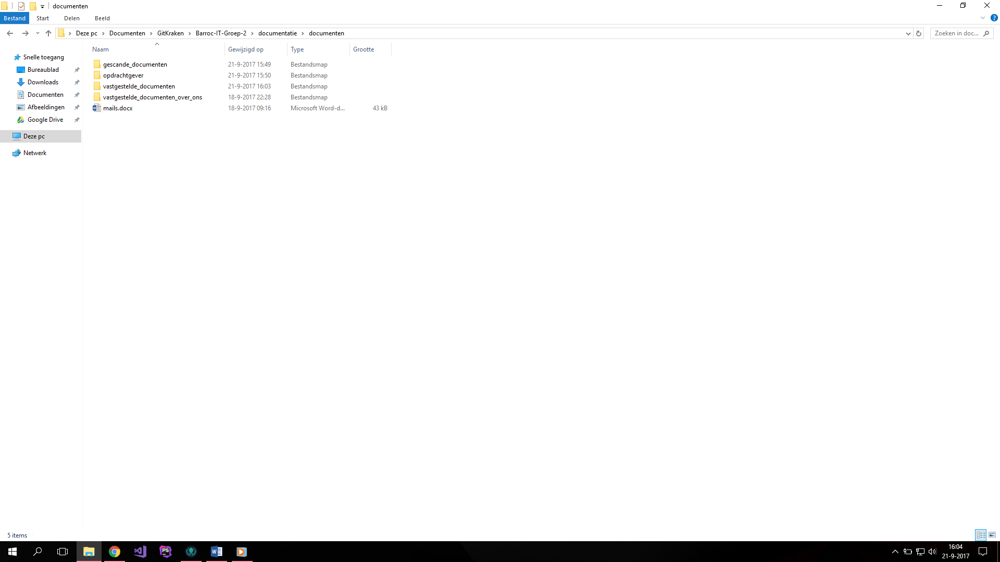 documenten
Bestand Start Delen Beeld
Deze pc Documenten GitKraken Barroc-IT-Groep-2 documentatie documenten Zoeken in doc...
Naam Gewijzigd op Type Grootte
Snelle toegang
Bureaublad
Downloads
Documenten
Afbeeldingen
Google Drive
Deze pc
Netwerk
gescande_documenten 21-9-2017 15:49 Bestandsmap
opdrachtgever 21-9-2017 15:50 Bestandsmap
vastgestelde_documenten 21-9-2017 16:03 Bestandsmap
vastgestelde_documenten_over_ons 18-9-2017 22:28 Bestandsmap
mails.docx 18-9-2017 09:16 Microsoft Word-d... 43 kB
5 items
16:04
21-9-2017